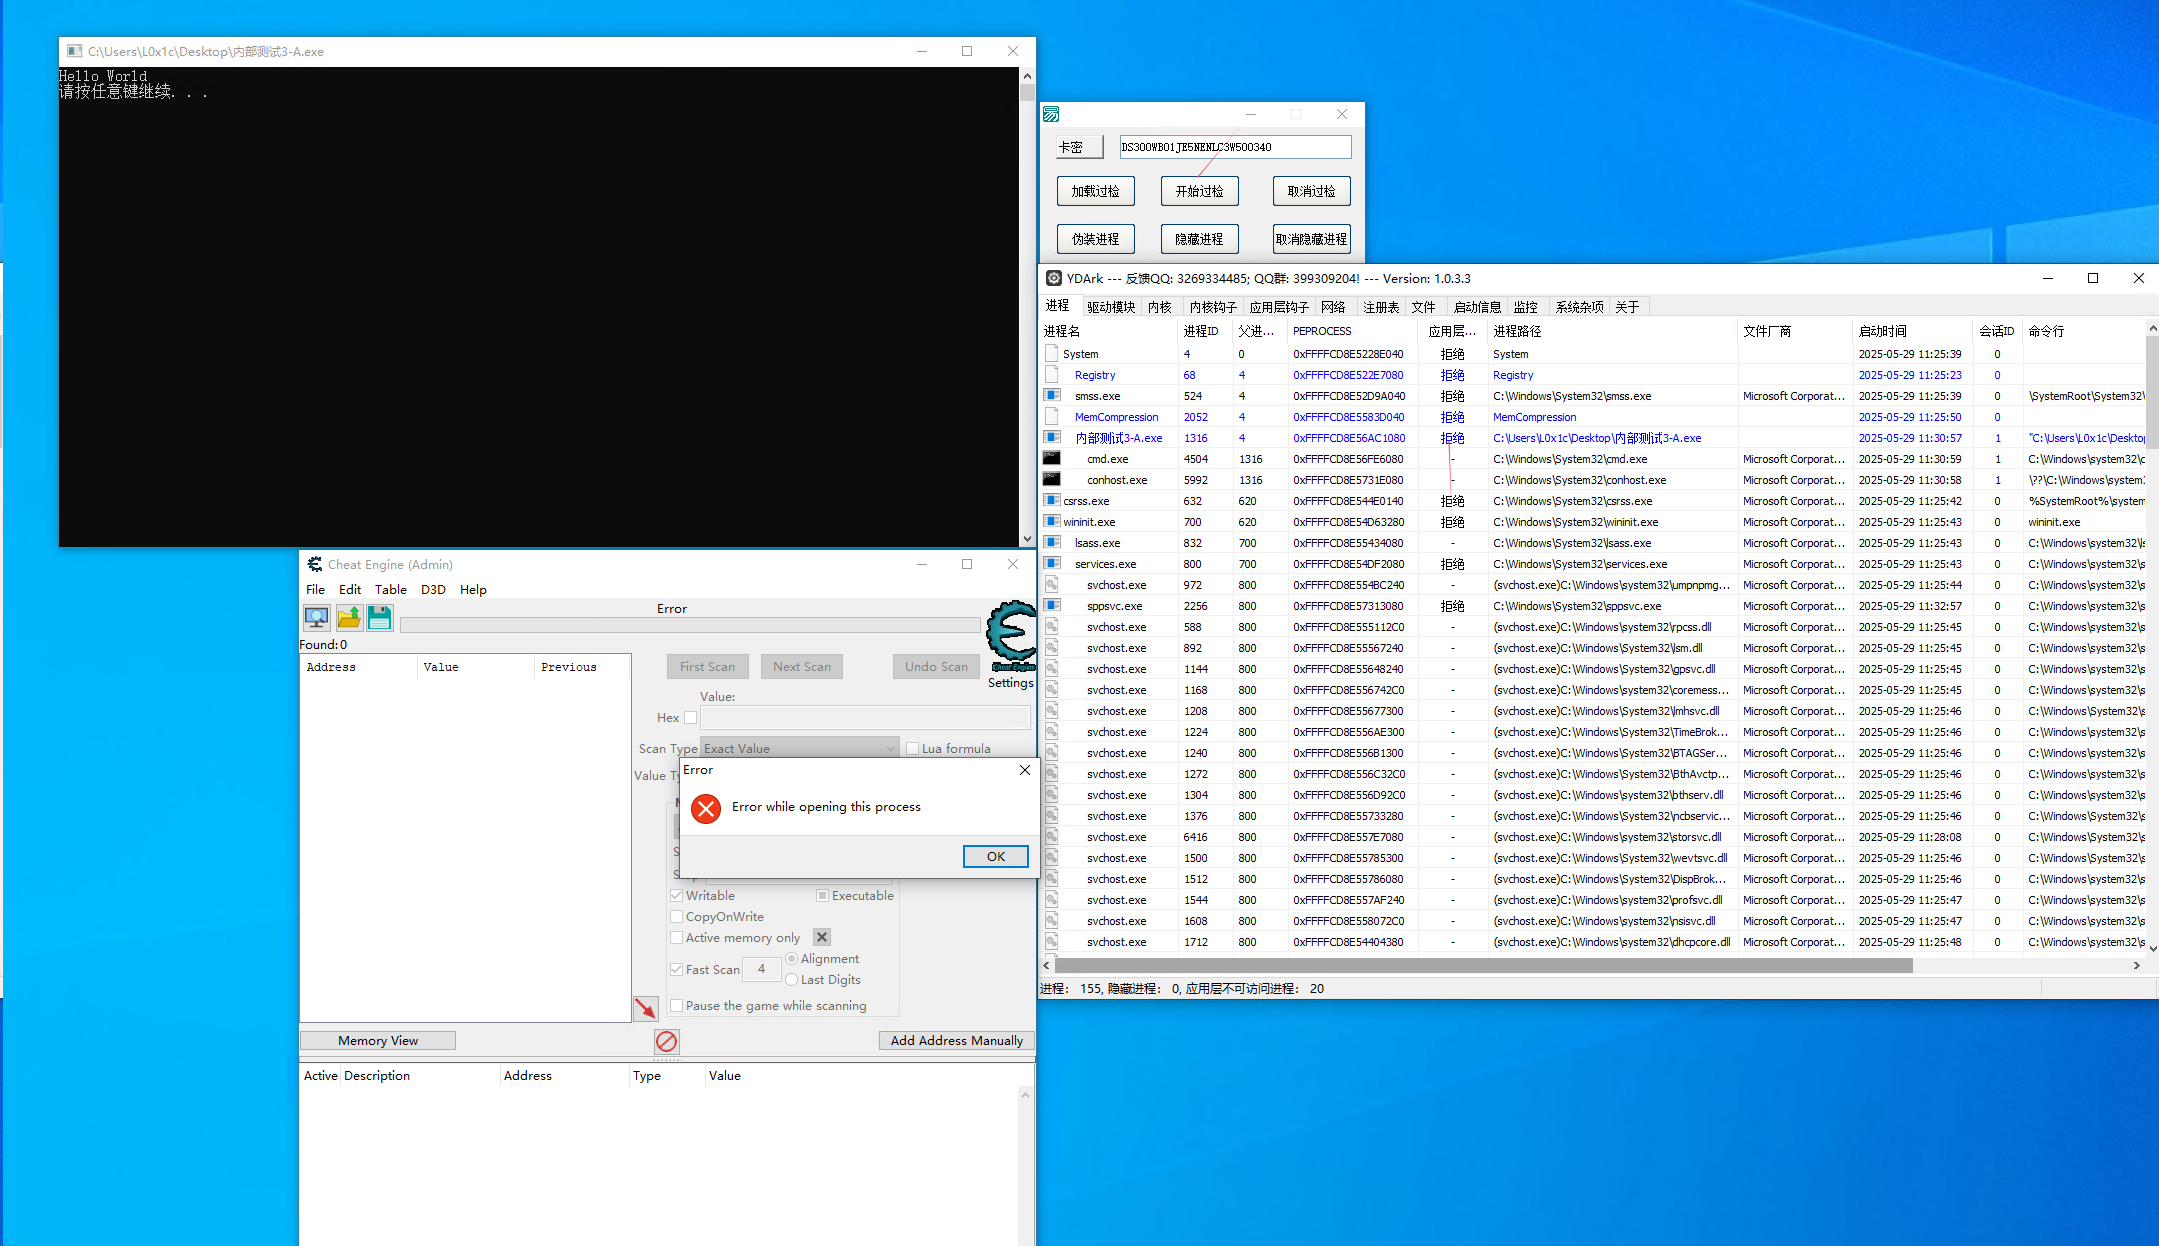 C:\Users\L0x1c\Desktop\内部测试3-A.exe
Hello World
请按任意键继续. . .
卡密 DS300WB01JE5NENLC3W500340
加载过检 开始过检 取消过检
伪装进程 隐藏进程 取消隐藏进程
YDArk --- 反馈QQ: 3269334485; QQ群: 399309204! --- Version: 1.0.3.3
进程 驱动模块 内核 内核钩子 应用层钩子 网络 注册表 文件 启动信息 监控 系统杂项 关于
进程名 进程ID 父进... PEPROCESS 应用层... 进程路径 文件厂商 启动时间 会话ID 命令行
System 4 0 0xFFFFCD8E5228E040 拒绝 System 2025-05-29 11:25:39 0
Registry 68 4 0xFFFFCD8E522E7080 拒绝 Registry 2025-05-29 11:25:23 0
smss.exe 524 4 0xFFFFCD8E52D9A040 拒绝 C:\Windows\System32\smss.exe Microsoft Corporat... 2025-05-29 11:25:39 0 \SystemRoot\System32\
MemCompression 2052 4 0xFFFFCD8E5583D040 拒绝 MemCompression 2025-05-29 11:25:50 0
内部测试3-A.exe 1316 4 0xFFFFCD8E56AC1080 拒绝 C:\Users\L0x1c\Desktop\内部测试3-A.exe 2025-05-29 11:30:57 1 "C:\Users\L0x1c\Deskto
cmd.exe 4504 1316 0xFFFFCD8E56FE6080 - C:\Windows\System32\cmd.exe Microsoft Corporat... 2025-05-29 11:30:59 1 C:\Windows\system32\c
conhost.exe 5992 1316 0xFFFFCD8E5731E080 - C:\Windows\System32\conhost.exe Microsoft Corporat... 2025-05-29 11:30:58 1 \??\C:\Windows\system
csrss.exe 632 620 0xFFFFCD8E544E0140 拒绝 C:\Windows\System32\csrss.exe Microsoft Corporat... 2025-05-29 11:25:42 0 %SystemRoot%\system
wininit.exe 700 620 0xFFFFCD8E54D63280 拒绝 C:\Windows\System32\wininit.exe Microsoft Corporat... 2025-05-29 11:25:43 0 wininit.exe
lsass.exe 832 700 0xFFFFCD8E55434080 - C:\Windows\System32\lsass.exe Microsoft Corporat... 2025-05-29 11:25:43 0 C:\Windows\system32\ls
services.exe 800 700 0xFFFFCD8E54DF2080 拒绝 C:\Windows\System32\services.exe Microsoft Corporat... 2025-05-29 11:25:43 0 C:\Windows\system32\s
svchost.exe 972 800 0xFFFFCD8E554BC240 - (svchost.exe)C:\Windows\system32\umpnpmg... Microsoft Corporat... 2025-05-29 11:25:44 0 C:\Windows\system32\s
sppsvc.exe 2256 800 0xFFFFCD8E57313080 拒绝 C:\Windows\System32\sppsvc.exe Microsoft Corporat... 2025-05-29 11:32:57 0 C:\Windows\system32\s
svchost.exe 588 800 0xFFFFCD8E555112C0 - (svchost.exe)C:\Windows\system32\rpcss.dll Microsoft Corporat... 2025-05-29 11:25:45 0 C:\Windows\system32\s
svchost.exe 892 800 0xFFFFCD8E55567240 - (svchost.exe)C:\Windows\System32\lsm.dll Microsoft Corporat... 2025-05-29 11:25:45 0 C:\Windows\system32\s
svchost.exe 1144 800 0xFFFFCD8E55648240 - (svchost.exe)C:\Windows\System32\gpsvc.dll Microsoft Corporat... 2025-05-29 11:25:45 0 C:\Windows\system32\s
svchost.exe 1168 800 0xFFFFCD8E556742C0 - (svchost.exe)C:\Windows\system32\coremess... Microsoft Corporat... 2025-05-29 11:25:45 0 C:\Windows\system32\s
svchost.exe 1208 800 0xFFFFCD8E55677300 - (svchost.exe)C:\Windows\System32\lmhsvc.dll Microsoft Corporat... 2025-05-29 11:25:46 0 C:\Windows\System32\s
svchost.exe 1224 800 0xFFFFCD8E556AE300 - (svchost.exe)C:\Windows\System32\TimeBrok... Microsoft Corporat... 2025-05-29 11:25:46 0 C:\Windows\system32\s
svchost.exe 1240 800 0xFFFFCD8E556B1300 - (svchost.exe)C:\Windows\System32\BTAGSer... Microsoft Corporat... 2025-05-29 11:25:46 0 C:\Windows\system32\s
svchost.exe 1272 800 0xFFFFCD8E556C32C0 - (svchost.exe)C:\Windows\System32\BthAvctp... Microsoft Corporat... 2025-05-29 11:25:46 0 C:\Windows\system32\s
svchost.exe 1304 800 0xFFFFCD8E556D92C0 - (svchost.exe)C:\Windows\system32\bthserv.dll Microsoft Corporat... 2025-05-29 11:25:46 0 C:\Windows\system32\s
svchost.exe 1376 800 0xFFFFCD8E55733280 - (svchost.exe)C:\Windows\System32\ncbservic... Microsoft Corporat... 2025-05-29 11:25:46 0 C:\Windows\System32\s
svchost.exe 6416 800 0xFFFFCD8E557E7080 - (svchost.exe)C:\Windows\system32\storsvc.dll Microsoft Corporat... 2025-05-29 11:28:08 0 C:\Windows\System32\s
svchost.exe 1500 800 0xFFFFCD8E55785300 - (svchost.exe)C:\Windows\System32\wevtsvc.dll Microsoft Corporat... 2025-05-29 11:25:46 0 C:\Windows\System32\s
svchost.exe 1512 800 0xFFFFCD8E55786080 - (svchost.exe)C:\Windows\System32\DispBrok... Microsoft Corporat... 2025-05-29 11:25:46 0 C:\Windows\system32\s
svchost.exe 1544 800 0xFFFFCD8E557AF240 - (svchost.exe)C:\Windows\system32\profsvc.dll Microsoft Corporat... 2025-05-29 11:25:47 0 C:\Windows\system32\s
svchost.exe 1608 800 0xFFFFCD8E558072C0 - (svchost.exe)C:\Windows\system32\nsisvc.dll Microsoft Corporat... 2025-05-29 11:25:47 0 C:\Windows\system32\s
svchost.exe 1712 800 0xFFFFCD8E54404380 - (svchost.exe)C:\Windows\system32\dhcpcore.dll Microsoft Corporat... 2025-05-29 11:25:48 0 C:\Windows\system32\s
进程: 155, 隐藏进程: 0, 应用层不可访问进程: 20
Cheat Engine (Admin)
File Edit Table D3D Help
Error
Found: 0
Address Value Previous
First Scan Next Scan Undo Scan
Cheat Engine
Settings
Value:
Hex
Scan Type Exact Value Lua formula
Value Ty
Error
Error while opening this process
OK
Writable Executable
CopyOnWrite
Active memory only
Fast Scan 4 Alignment
Last Digits
Pause the game while scanning
Memory View Add Address Manually
Active Description Address Type Value